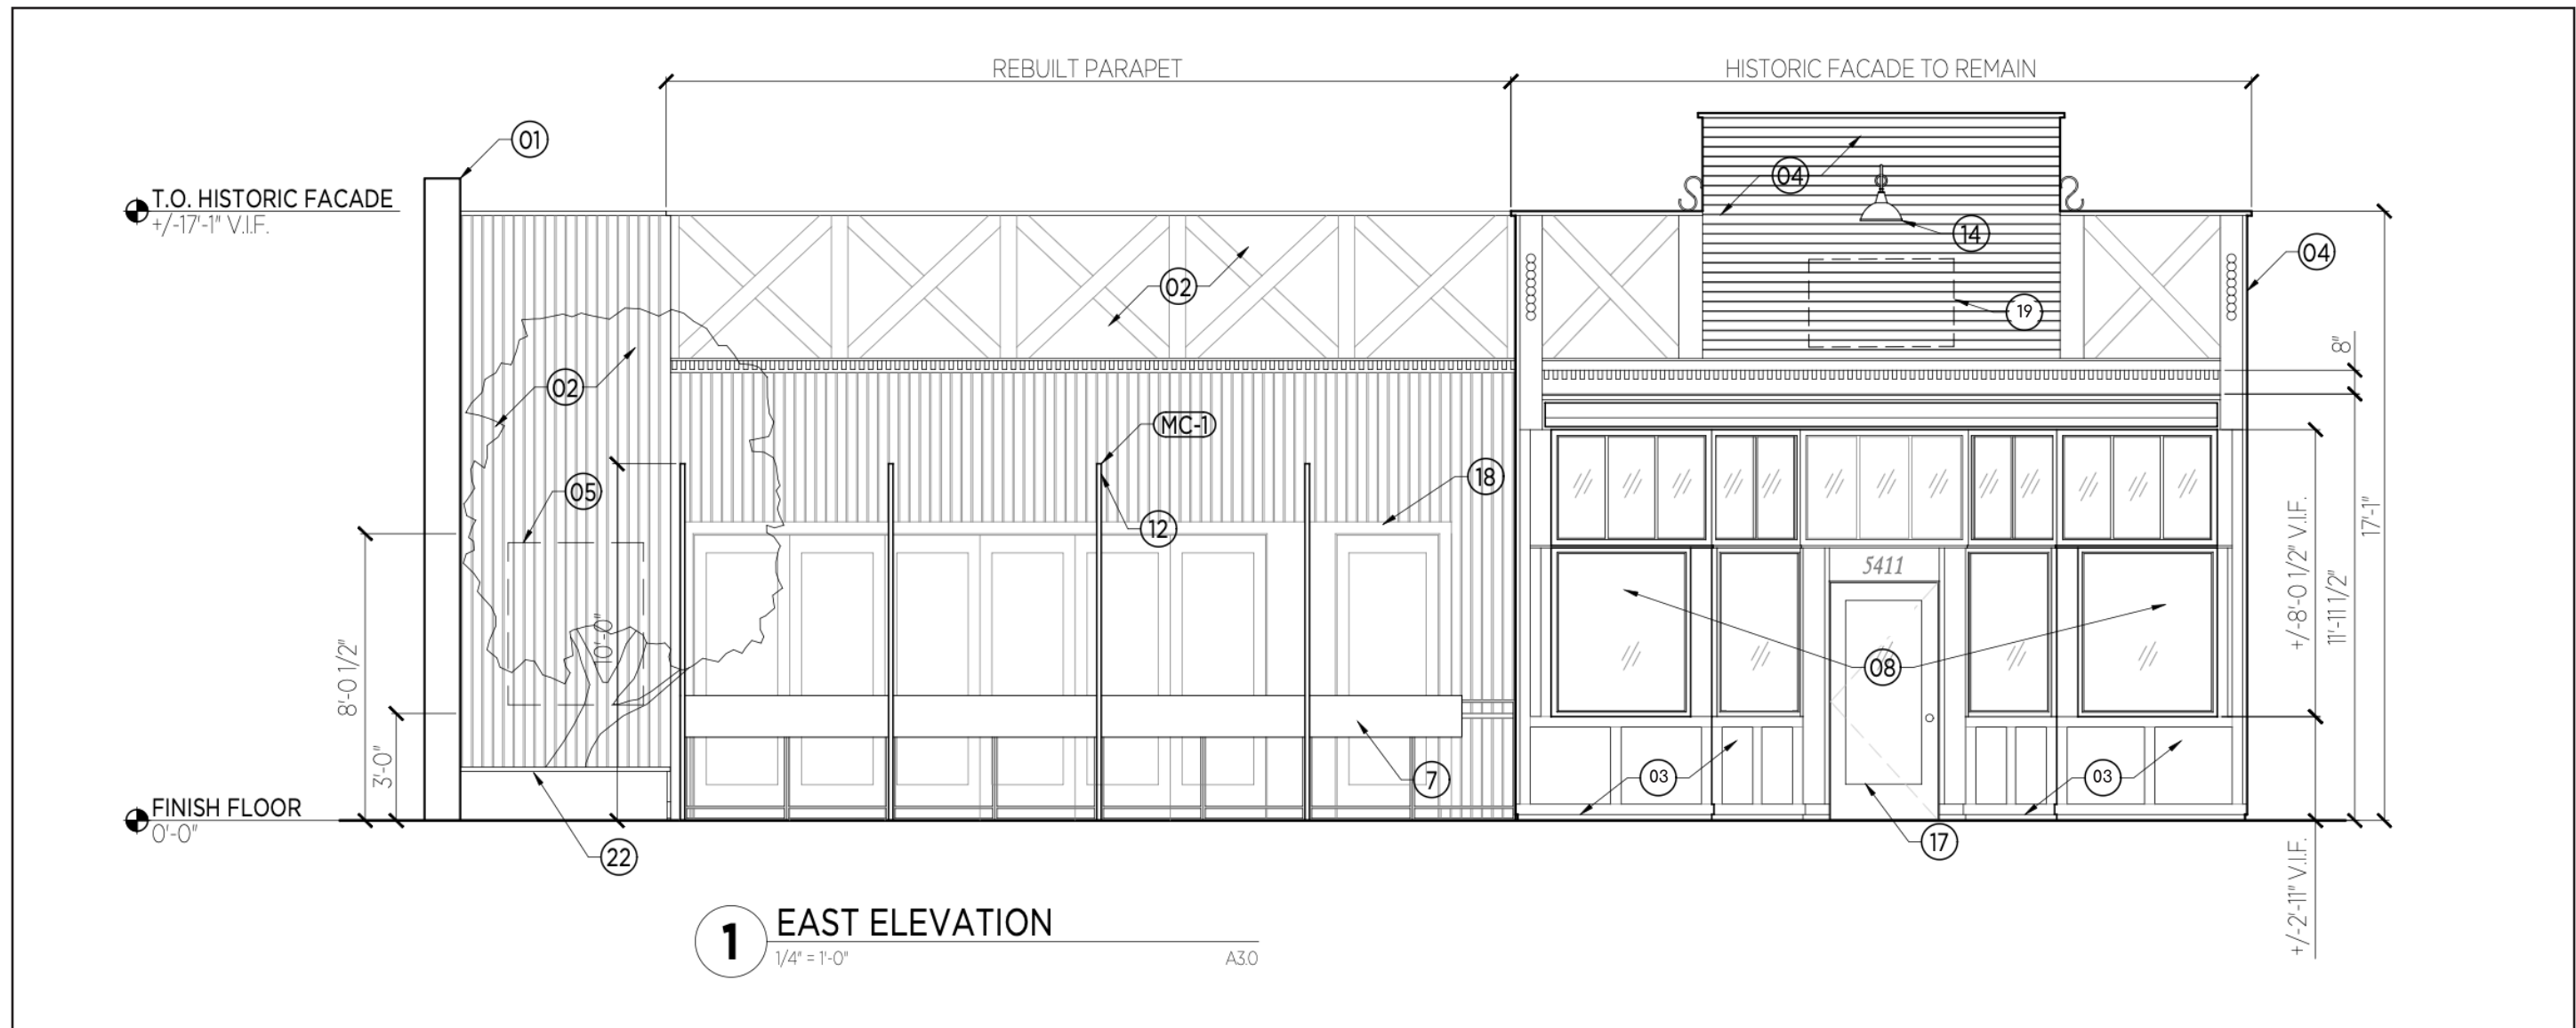 REBUILT PARAPET
HISTORIC FACADE TO REMAIN
01
T.O. HISTORIC FACADE
+/-17'-1" V.I.F.
04
14
04
02
19
8"
02
MC-1
05
18
12
17'-1"
+/-8'-0 1/2" V.I.F.
11'-11 1/2"
5411
8'-0 1/2"
10'-0"
08
3'-0"
7
03
03
FINISH FLOOR
0'-0"
22
17
+/-2'-11" V.I.F.
1
EAST ELEVATION
1/4" = 1'-0"
A3.0